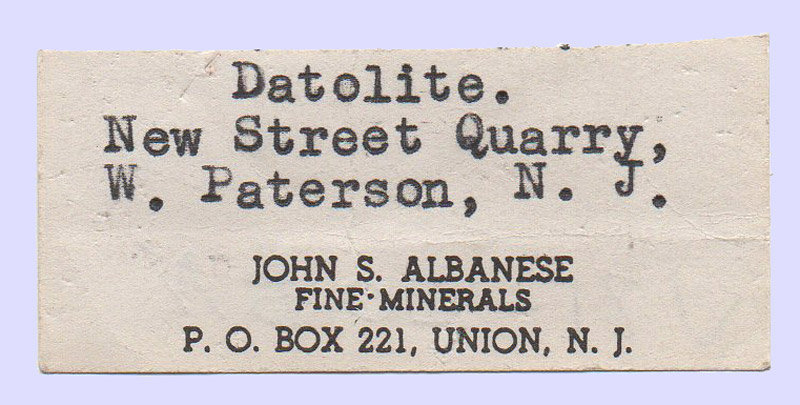 Datolite.
New Street Quarry,
W. Paterson, N. J.
JOHN S. ALBANESE
FINE MINERALS
P. O. BOX 221, UNION, N. J.